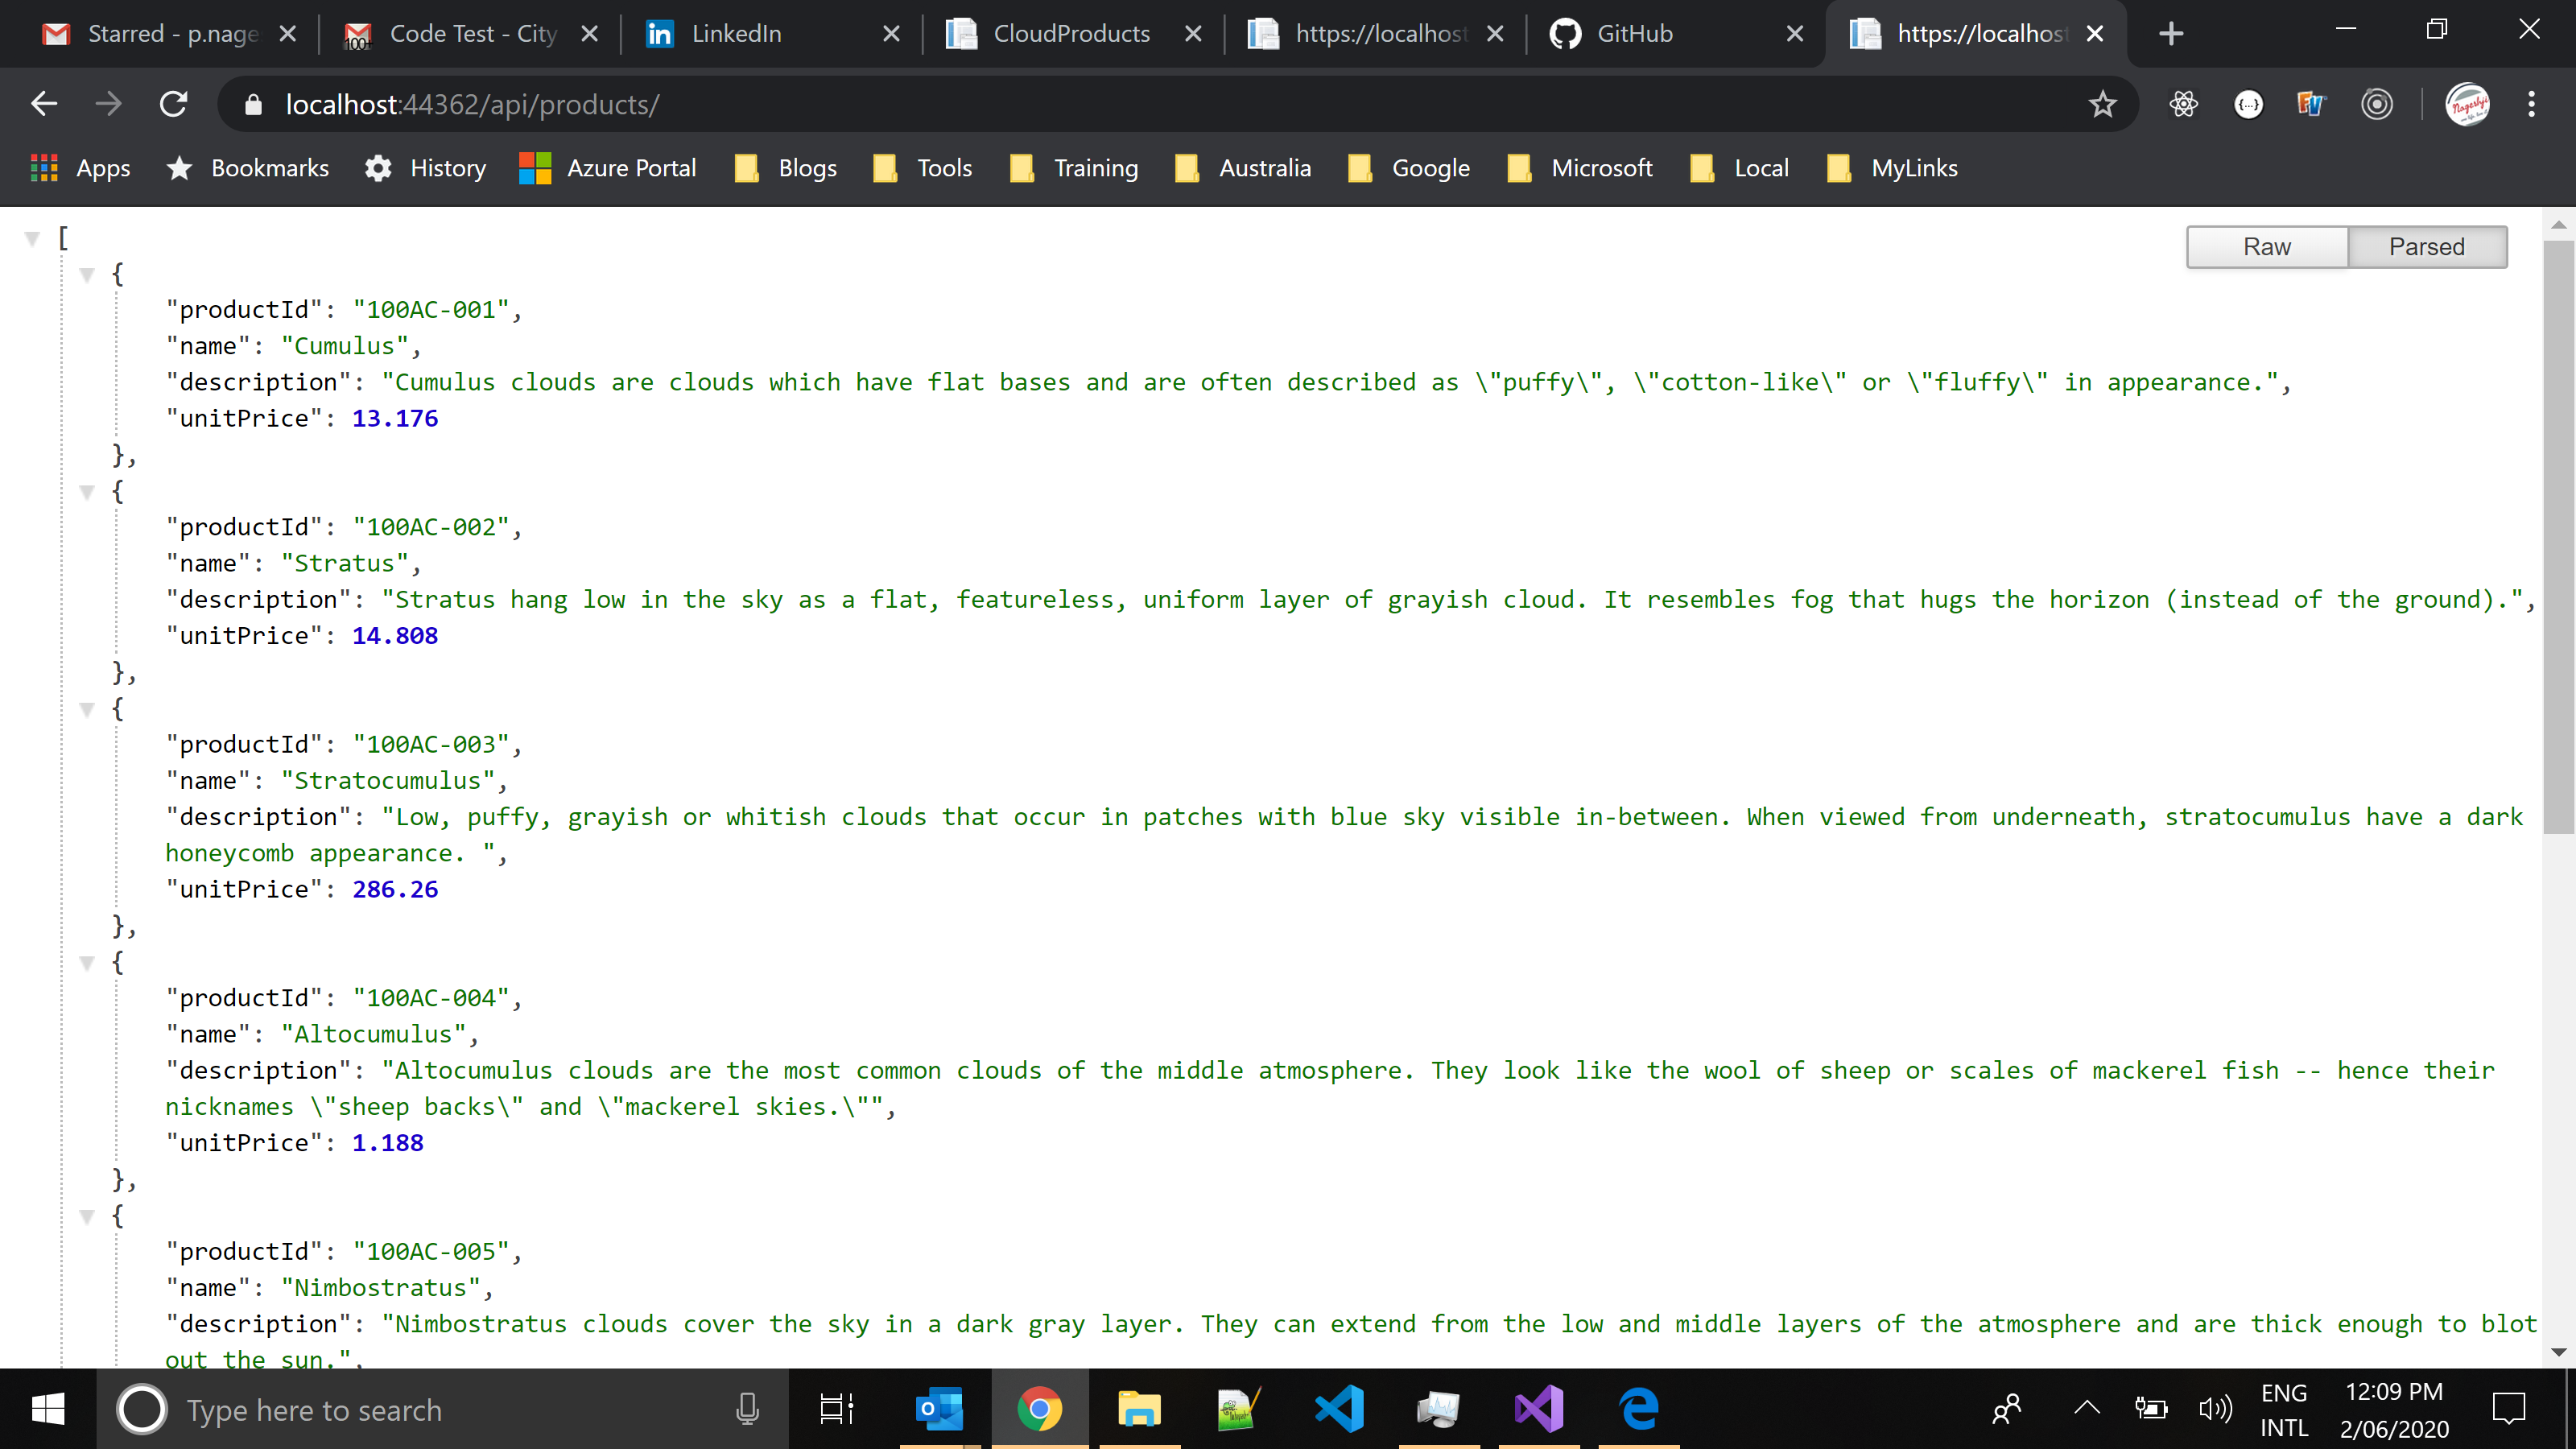 Starred - p.nage
Code Test - City
LinkedIn
CloudProducts
https://localhost
GitHub
https://localhost
localhost:44362/api/products/
Apps
Bookmarks
History
Azure Portal
Blogs
Tools
Training
Australia
Google
Microsoft
Local
MyLinks
Raw
Parsed
[
{
"productId": "100AC-001",
"name": "Cumulus",
"description": "Cumulus clouds are clouds which have flat bases and are often described as \"puffy\", \"cotton-like\" or \"fluffy\" in appearance.",
"unitPrice": 13.176
},
{
"productId": "100AC-002",
"name": "Stratus",
"description": "Stratus hang low in the sky as a flat, featureless, uniform layer of grayish cloud. It resembles fog that hugs the horizon (instead of the ground).",
"unitPrice": 14.808
},
{
"productId": "100AC-003",
"name": "Stratocumulus",
"description": "Low, puffy, grayish or whitish clouds that occur in patches with blue sky visible in-between. When viewed from underneath, stratocumulus have a dark
honeycomb appearance. ",
"unitPrice": 286.26
},
{
"productId": "100AC-004",
"name": "Altocumulus",
"description": "Altocumulus clouds are the most common clouds of the middle atmosphere. They look like the wool of sheep or scales of mackerel fish -- hence their
nicknames \"sheep backs\" and \"mackerel skies.\"",
"unitPrice": 1.188
},
{
"productId": "100AC-005",
"name": "Nimbostratus",
"description": "Nimbostratus clouds cover the sky in a dark gray layer. They can extend from the low and middle layers of the atmosphere and are thick enough to blot
out the sun.",
Type here to search
ENG
INTL
12:09 PM
2/06/2020